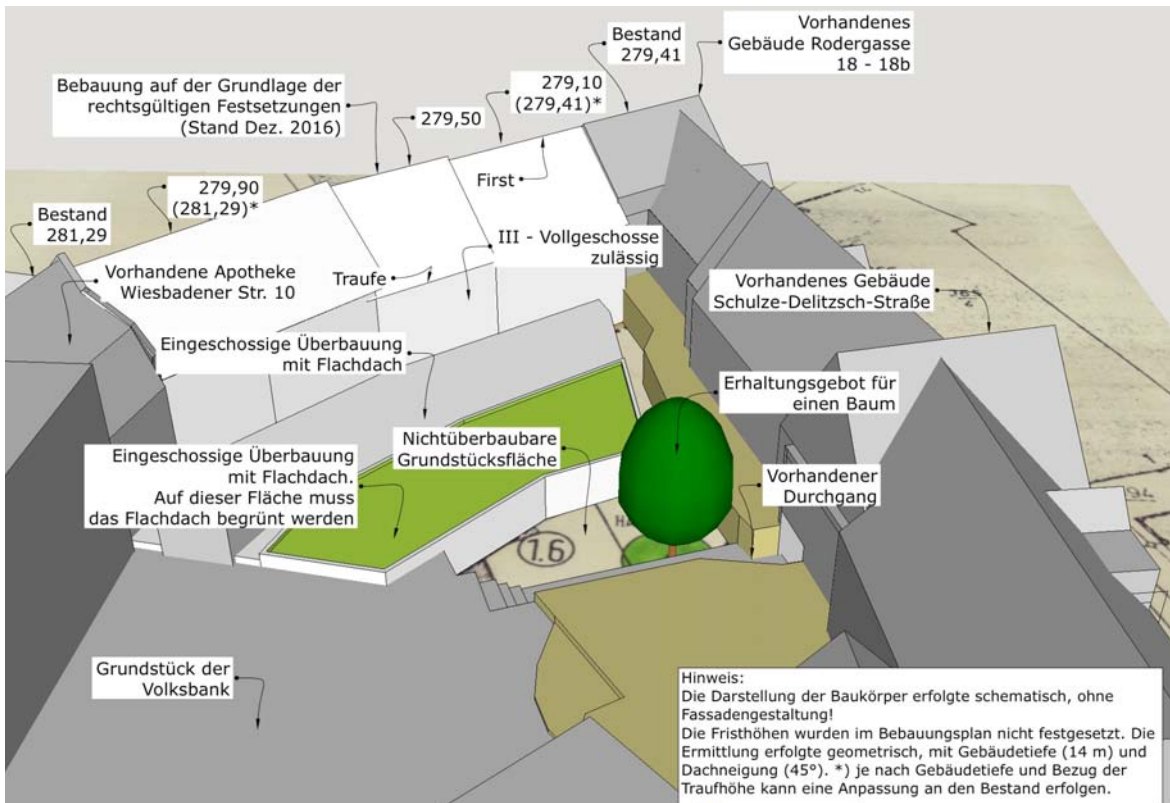 Bestand
279,41
Vorhandenes
Gebäude Rodergasse
18 - 18b
Bebauung auf der Grundlage der
rechtsgültigen Festsetzungen
(Stand Dez. 2016)
279,50
279,10
(279,41)*
First
279,90
(281,29)*
Bestand
281,29
III - Vollgeschosse
zulässig
Vorhandene Apotheke
Wiesbadener Str. 10
Traufe
Vorhandenes Gebäude
Schulze-Delitzsch-Straße
Eingeschossige Überbauung
mit Flachdach
Erhaltungsgebot für
einen Baum
Nichtüberbaubare
Grundstücksfläche
Eingeschossige Überbauung
mit Flachdach.
Auf dieser Fläche muss
das Flachdach begrünt werden
Vorhandener
Durchgang
1.6
HA
94
Grundstück der
Volksbank
Hinweis:
Die Darstellung der Baukörper erfolgte schematisch, ohne
Fassadengestaltung!
Die Fristhöhen wurden im Bebauungsplan nicht festgesetzt. Die
Ermittlung erfolgte geometrisch, mit Gebäudetiefe (14 m) und
Dachneigung (45°). *) je nach Gebäudetiefe und Bezug der
Traufhöhe kann eine Anpassung an den Bestand erfolgen.